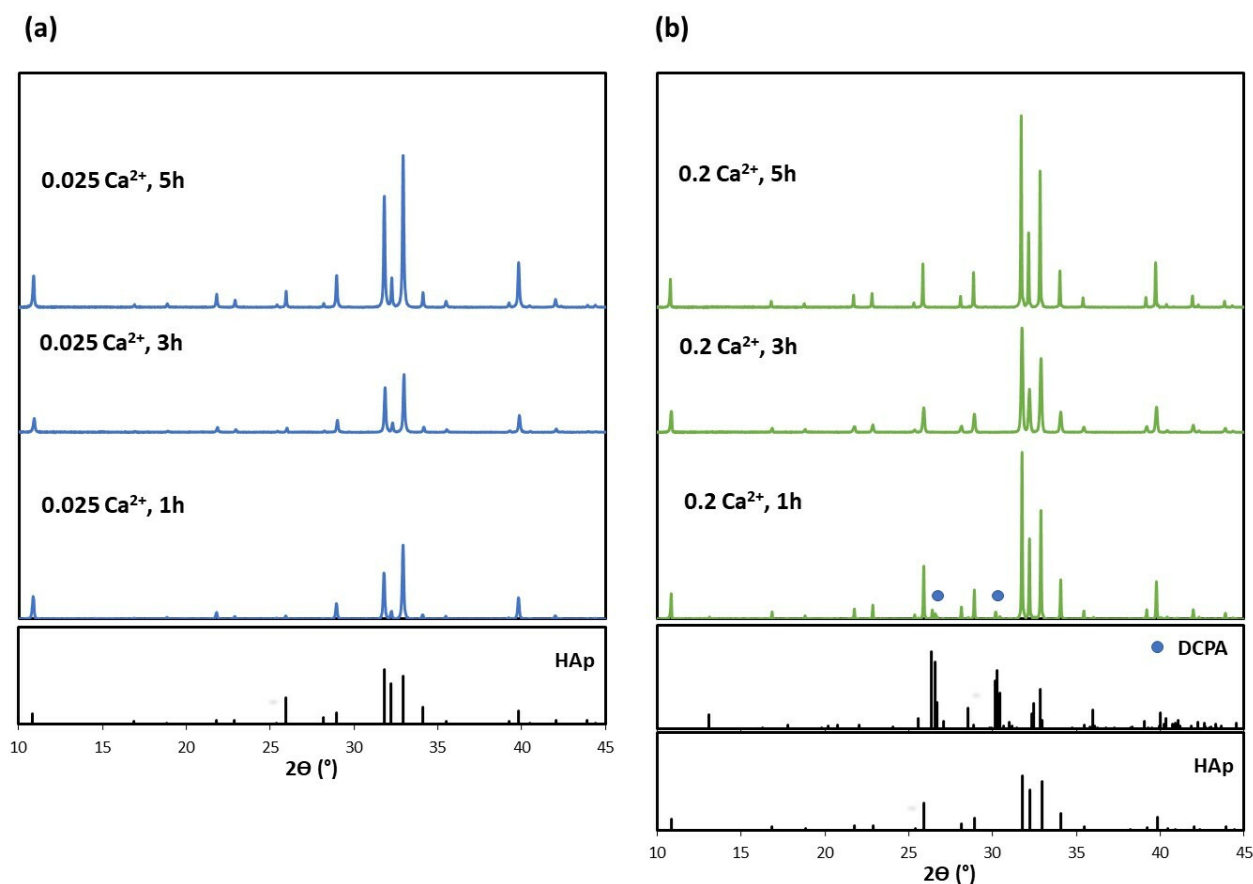 (a)
0.025 Ca²⁺, 5h
0.025 Ca²⁺, 3h
0.025 Ca²⁺, 1h
HAp
10 15 20 25 30 35 40 45
2Ɵ (°)
(b)
0.2 Ca²⁺, 5h
0.2 Ca²⁺, 3h
0.2 Ca²⁺, 1h
DCPA
HAp
10 15 20 25 30 35 40 45
2Ɵ (°)